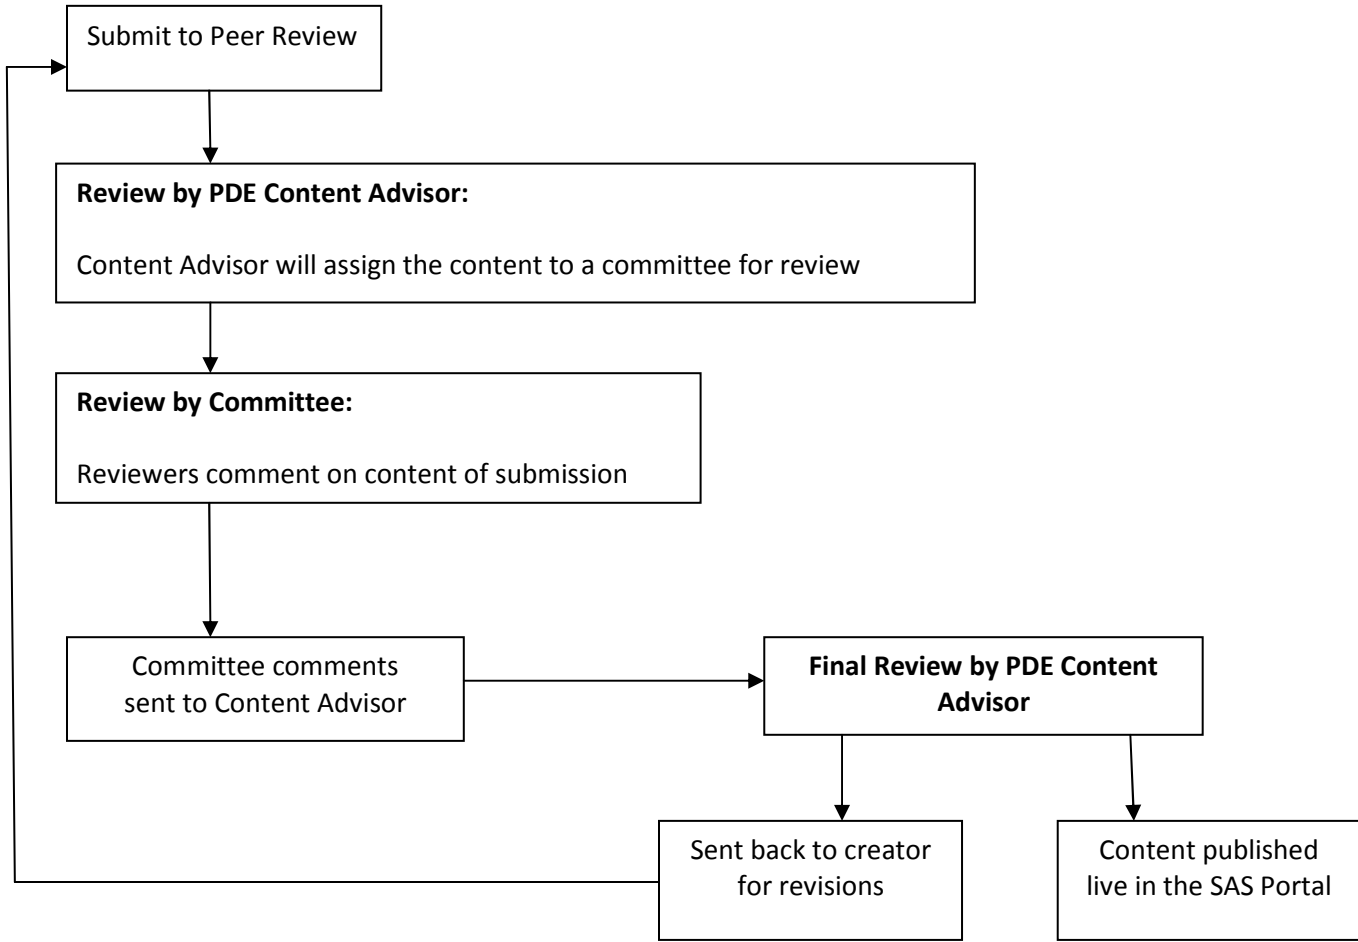 Submit to Peer Review
Review by PDE Content Advisor:
Content Advisor will assign the content to a committee for review
Review by Committee:
Reviewers comment on content of submission
Committee comments
sent to Content Advisor
Final Review by PDE Content
Advisor
Sent back to creator
for revisions
Content published
live in the SAS Portal